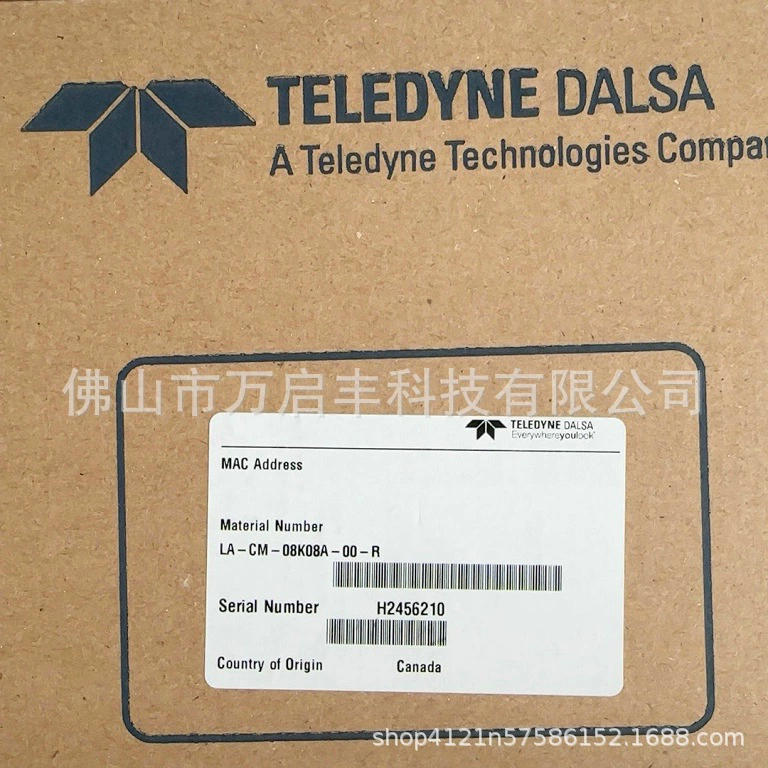 TELEDYNE DALSA
A Teledyne Technologies Compa
佛山市万启丰科技有限公司
TELEDYNE DALSA
Everywhereyoulook
MAC Address
Material Number
LA-CM-08K08A-00-R
Serial Number H2456210
Country of Origin Canada
shop4121n57586152.1688.com